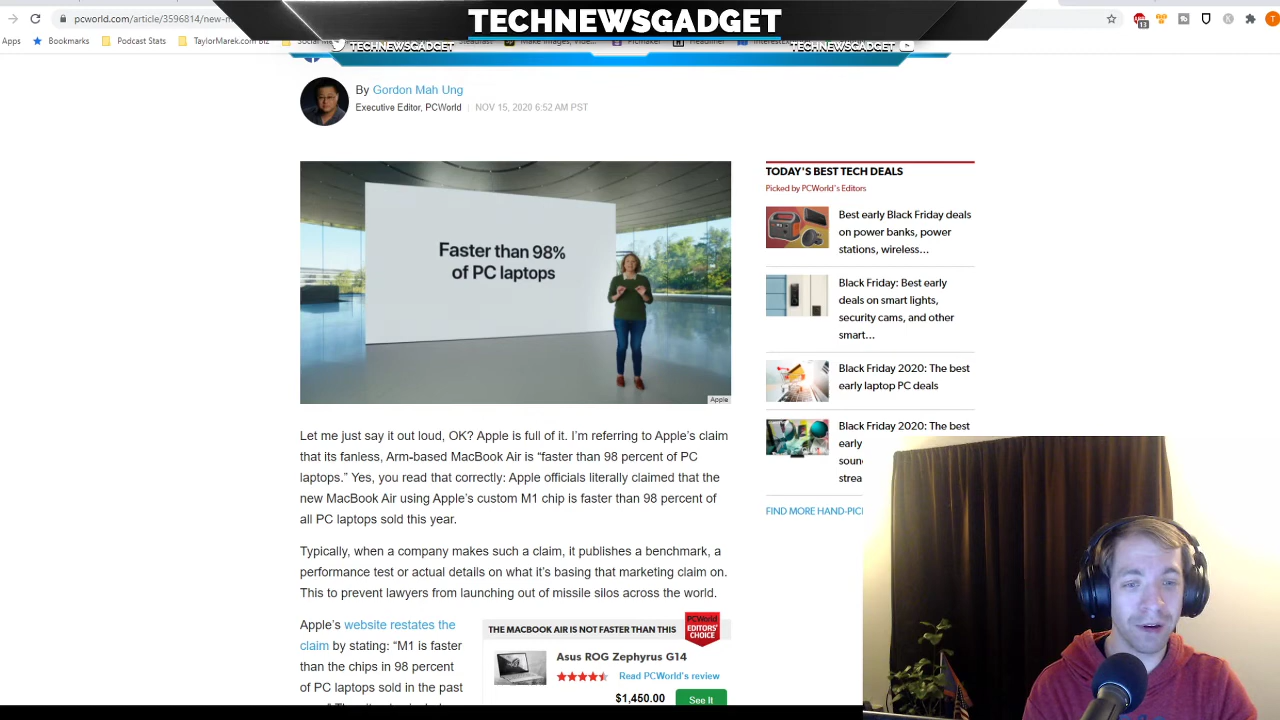 pcworld.com/article/3596814/new-m
TECHNEWSGADGET
13
T
Apps
Bookmarks
Podcast Stats
TaylorMarek.com Biz
TECHNEWSGADGET
TECHNEWSGADGET
By Gordon Mah Ung
Executive Editor, PCWorld | NOV 15, 2020 6:52 AM PST
Faster than 98%
of PC laptops
Apple
Let me just say it out loud, OK? Apple is full of it. I’m referring to Apple’s claim
that its fanless, Arm-based MacBook Air is “faster than 98 percent of PC
laptops.” Yes, you read that correctly: Apple officials literally claimed that the
new MacBook Air using Apple’s custom M1 chip is faster than 98 percent of
all PC laptops sold this year.
Typically, when a company makes such a claim, it publishes a benchmark, a
performance test or actual details on what it’s basing that marketing claim on.
This to prevent lawyers from launching out of missile silos across the world.
Apple’s website restates the
claim by stating: “M1 is faster
than the chips in 98 percent
of PC laptops sold in the past
THE MACBOOK AIR IS NOT FASTER THAN THIS
PCWorld
EDITORS'
CHOICE
Asus ROG Zephyrus G14
Read PCWorld's review
$1,450.00
See It
TODAY'S BEST TECH DEALS
Picked by PCWorld's Editors
Best early Black Friday deals
on power banks, power
stations, wireless...
Black Friday: Best early
deals on smart lights,
security cams, and other
smart...
Black Friday 2020: The best
early laptop PC deals
Black Friday 2020: The best
early
soun
strea
FIND MORE HAND-PIC